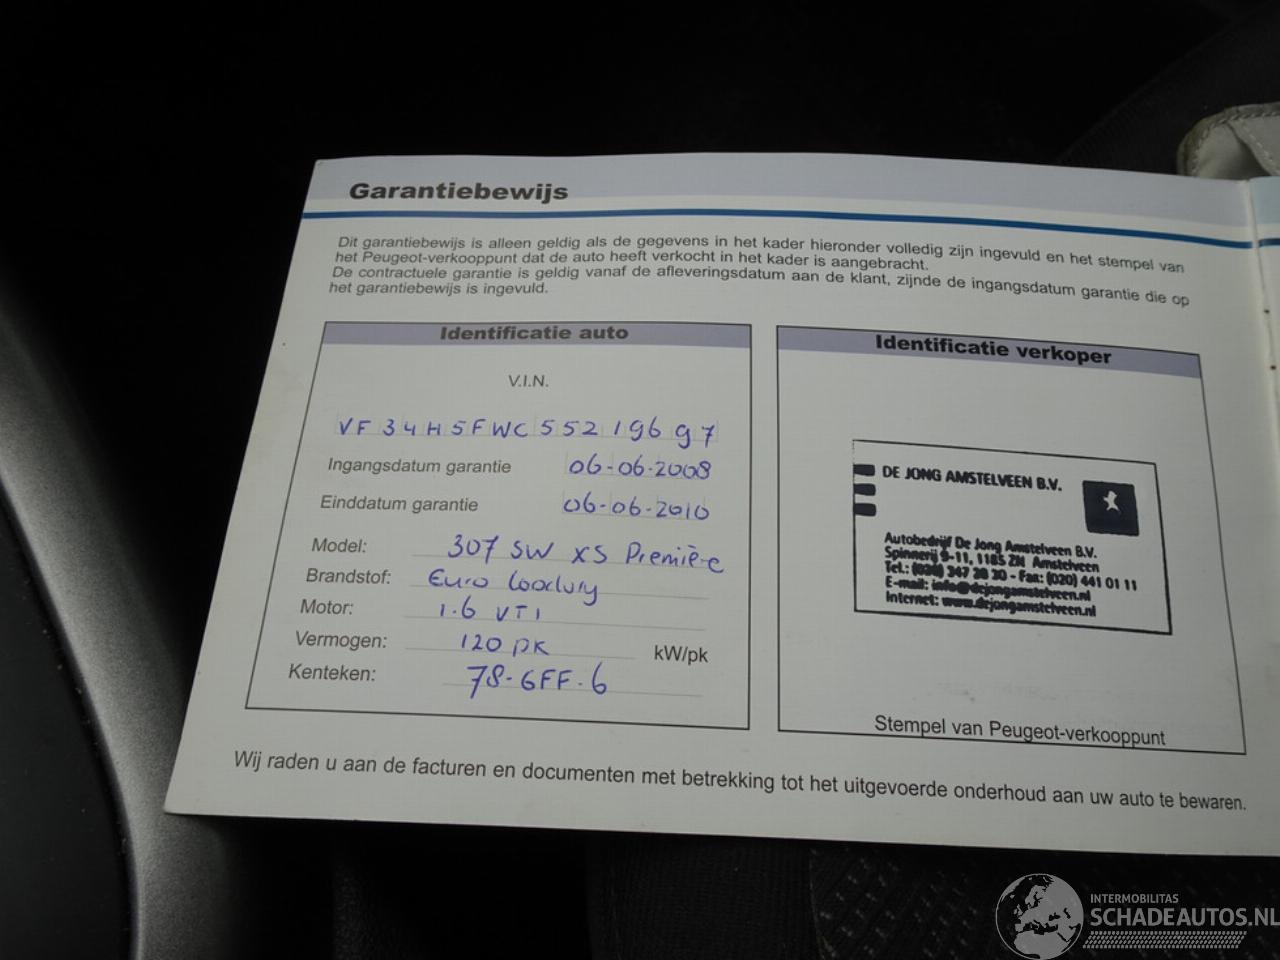 Garantiebewijs
Dit garantiebewijs is alleen geldig als de gegevens in het kader hieronder volledig zijn ingevuld en het stempel van
het Peugeot-verkooppunt dat de auto heeft verkocht in het kader is aangebracht.
De contractuele garantie is geldig vanaf de afleveringsdatum aan de klant, zijnde de ingangsdatum garantie die op
het garantiebewijs is ingevuld.
Identificatie auto
V.I.N.
VF34H5FWC55219697
Ingangsdatum garantie 06-06-2008
Einddatum garantie 06-06-2010
Model: 307 SW XS Première
Brandstof: Euro Loodvrij
Motor: 1.6 VTI
Vermogen: 120 PK kW/pk
Kenteken: 78-GFF-6
Identificatie verkoper
DE JONG AMSTELVEEN B.V.
Autobedrijf De Jong Amstelveen B.V.
Spinnerij 9-11, 1185 ZN Amstelveen
Tel.: (020) 347 20 20 - Fax: (020) 441 01 11
E-mail: info@dejongamstelveen.nl
Internet: www.dejongamstelveen.nl
Stempel van Peugeot-verkooppunt
Wij raden u aan de facturen en documenten met betrekking tot het uitgevoerde onderhoud aan uw auto te bewaren.
INTERMOBILITAS
SCHADEAUTOS.NL